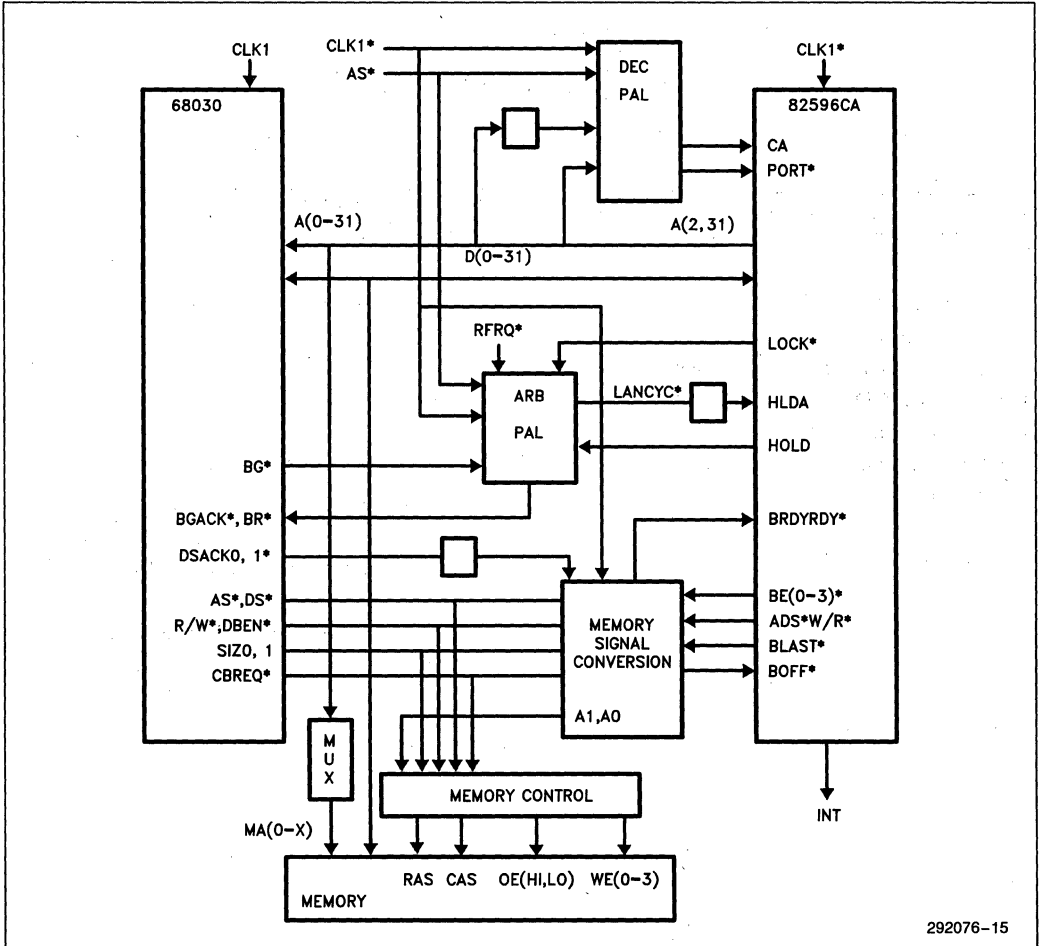 CLK1
CLK1*
AS*
CLK1*
68030
DEC
PAL
82596CA
CA
PORT*
A(0-31)
A(2,31)
D(0-31)
RFRQ*
LOCK*
ARB
PAL
LANCYC*
HLDA
HOLD
BG*
BGACK*, BR*
BRDYRDY*
DSACK0, 1*
AS*,DS*
R/W*,DBEN*
SIZ0, 1
CBREQ*
MEMORY
SIGNAL
CONVERSION
A1,A0
BE(0-3)*
ADS*W/R*
BLAST*
BOFF*
M
U
X
MEMORY CONTROL
INT
MA(0-X)
RAS CAS OE(HI,LO) WE(0-3)
MEMORY
292076-15